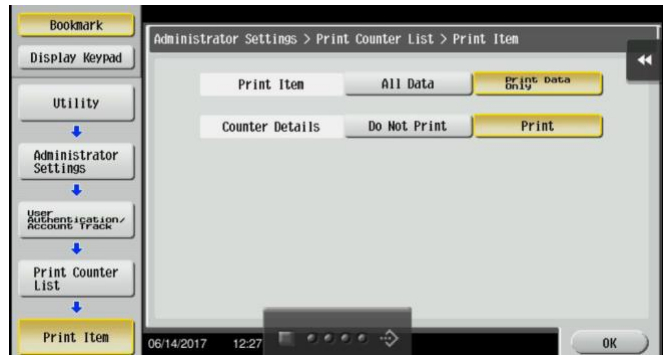 Bookmark
Display Keypad
Utility
Administrator
Settings
User
Authentication/
Account Track
Print Counter
List
Print Item
Administrator Settings > Print Counter List > Print Item
Print Item
All Data
Print Data
Only
Counter Details
Do Not Print
Print
06/14/2017 12:27
OK